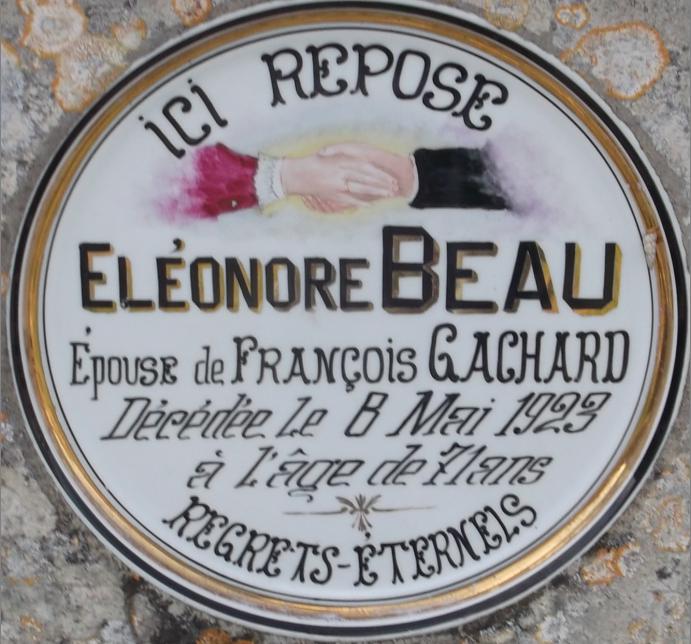 iCi REPOSE
ELÉONORE BEAU
Épouse de FRANÇOiS GACHARD
Décédée Le 8 Mai 1923
à L'âge de 71 ans
REGRETS-ÉTERNELS